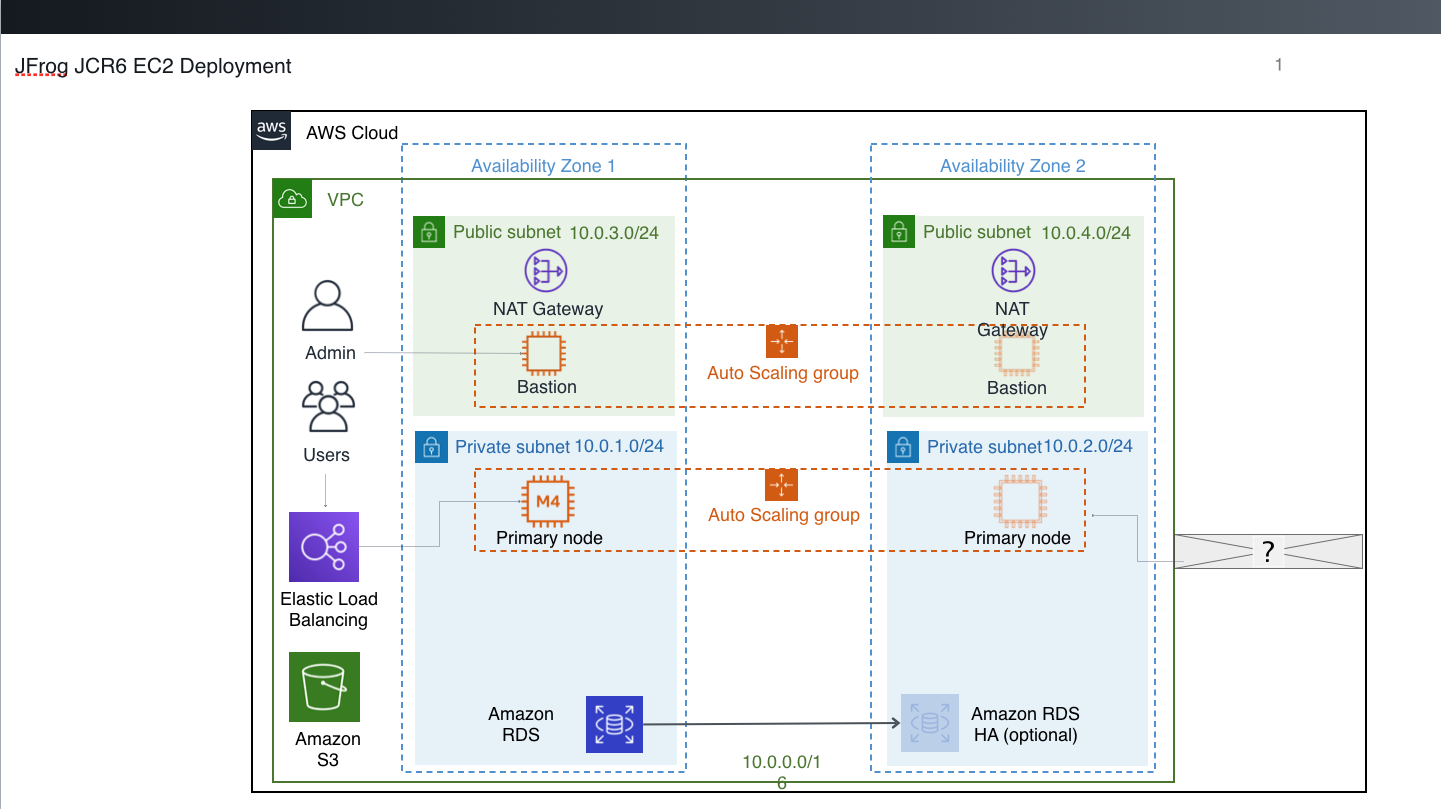 JFrog JCR6 EC2 Deployment
1
aws
AWS Cloud
Availability Zone 1
Availability Zone 2
VPC
Public subnet 10.0.3.0/24
Public subnet 10.0.4.0/24
NAT Gateway
NAT
Gateway
Admin
Bastion
Auto Scaling group
Bastion
Users
Private subnet 10.0.1.0/24
Private subnet 10.0.2.0/24
M4
Primary node
Auto Scaling group
Primary node
?
Elastic Load
Balancing
Amazon
S3
Amazon
RDS
Amazon RDS
HA (optional)
10.0.0.0/1
6